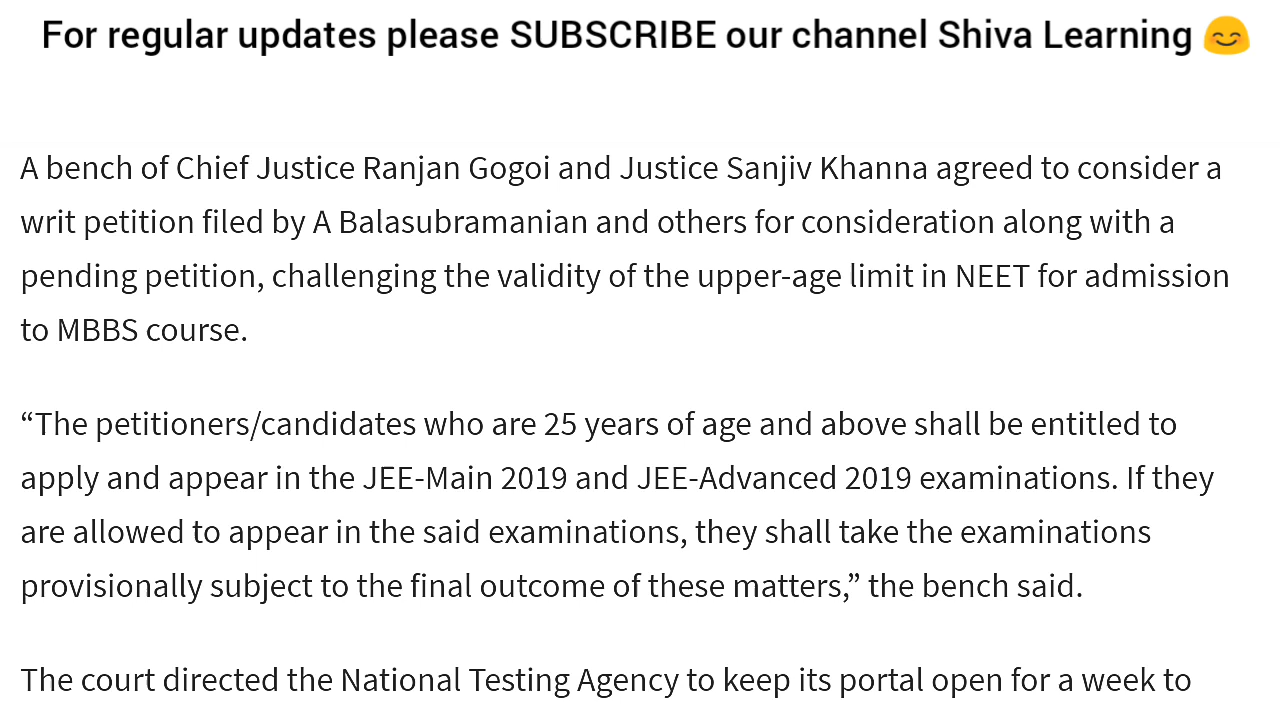 For regular updates please SUBSCRIBE our channel Shiva Learning 😊
A bench of Chief Justice Ranjan Gogoi and Justice Sanjiv Khanna agreed to consider a
writ petition filed by A Balasubramanian and others for consideration along with a
pending petition, challenging the validity of the upper-age limit in NEET for admission
to MBBS course.
“The petitioners/candidates who are 25 years of age and above shall be entitled to
apply and appear in the JEE-Main 2019 and JEE-Advanced 2019 examinations. If they
are allowed to appear in the said examinations, they shall take the examinations
provisionally subject to the final outcome of these matters,” the bench said.
The court directed the National Testing Agency to keep its portal open for a week to